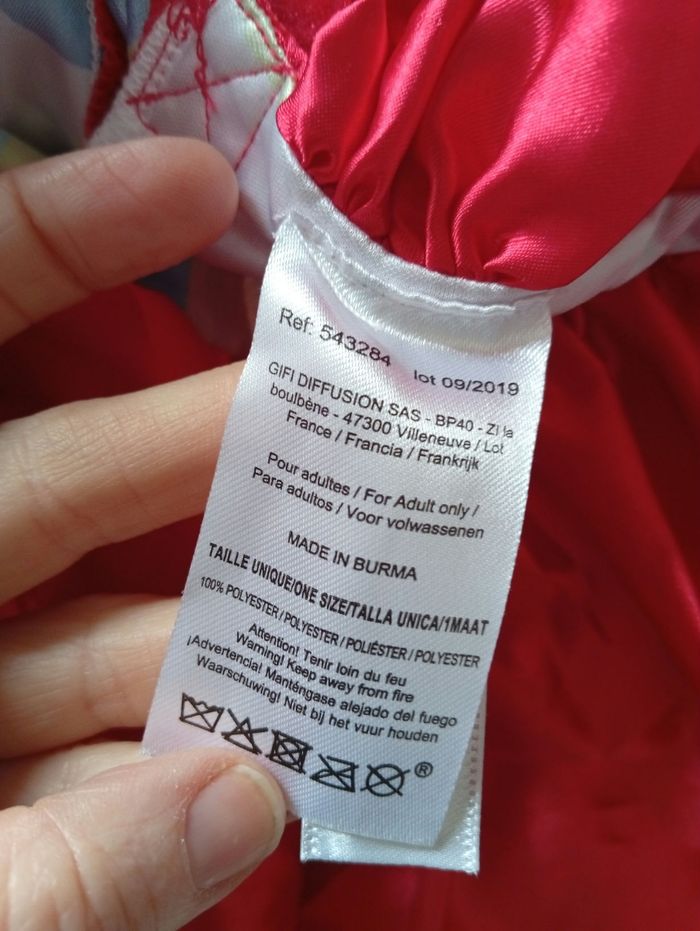 Ref: 543284 lot 09/2019
GIFI DIFFUSION SAS - BP40 - ZI la
boulbène - 47300 Villeneuve / Lot
France / Francia / Frankrijk
Pour adultes / For Adult only /
Para adultos / Voor volwassenen
MADE IN BURMA
TAILLE UNIQUE/ONE SIZE/TALLA UNICA/1MAAT
100% POLYESTER / POLYESTER / POLIÉSTER / POLYESTER
Attention! Tenir loin du feu
Warning! Keep away from fire
¡Advertencia! Manténgase alejado del fuego
Waarschuwing! Niet bij het vuur houden
®